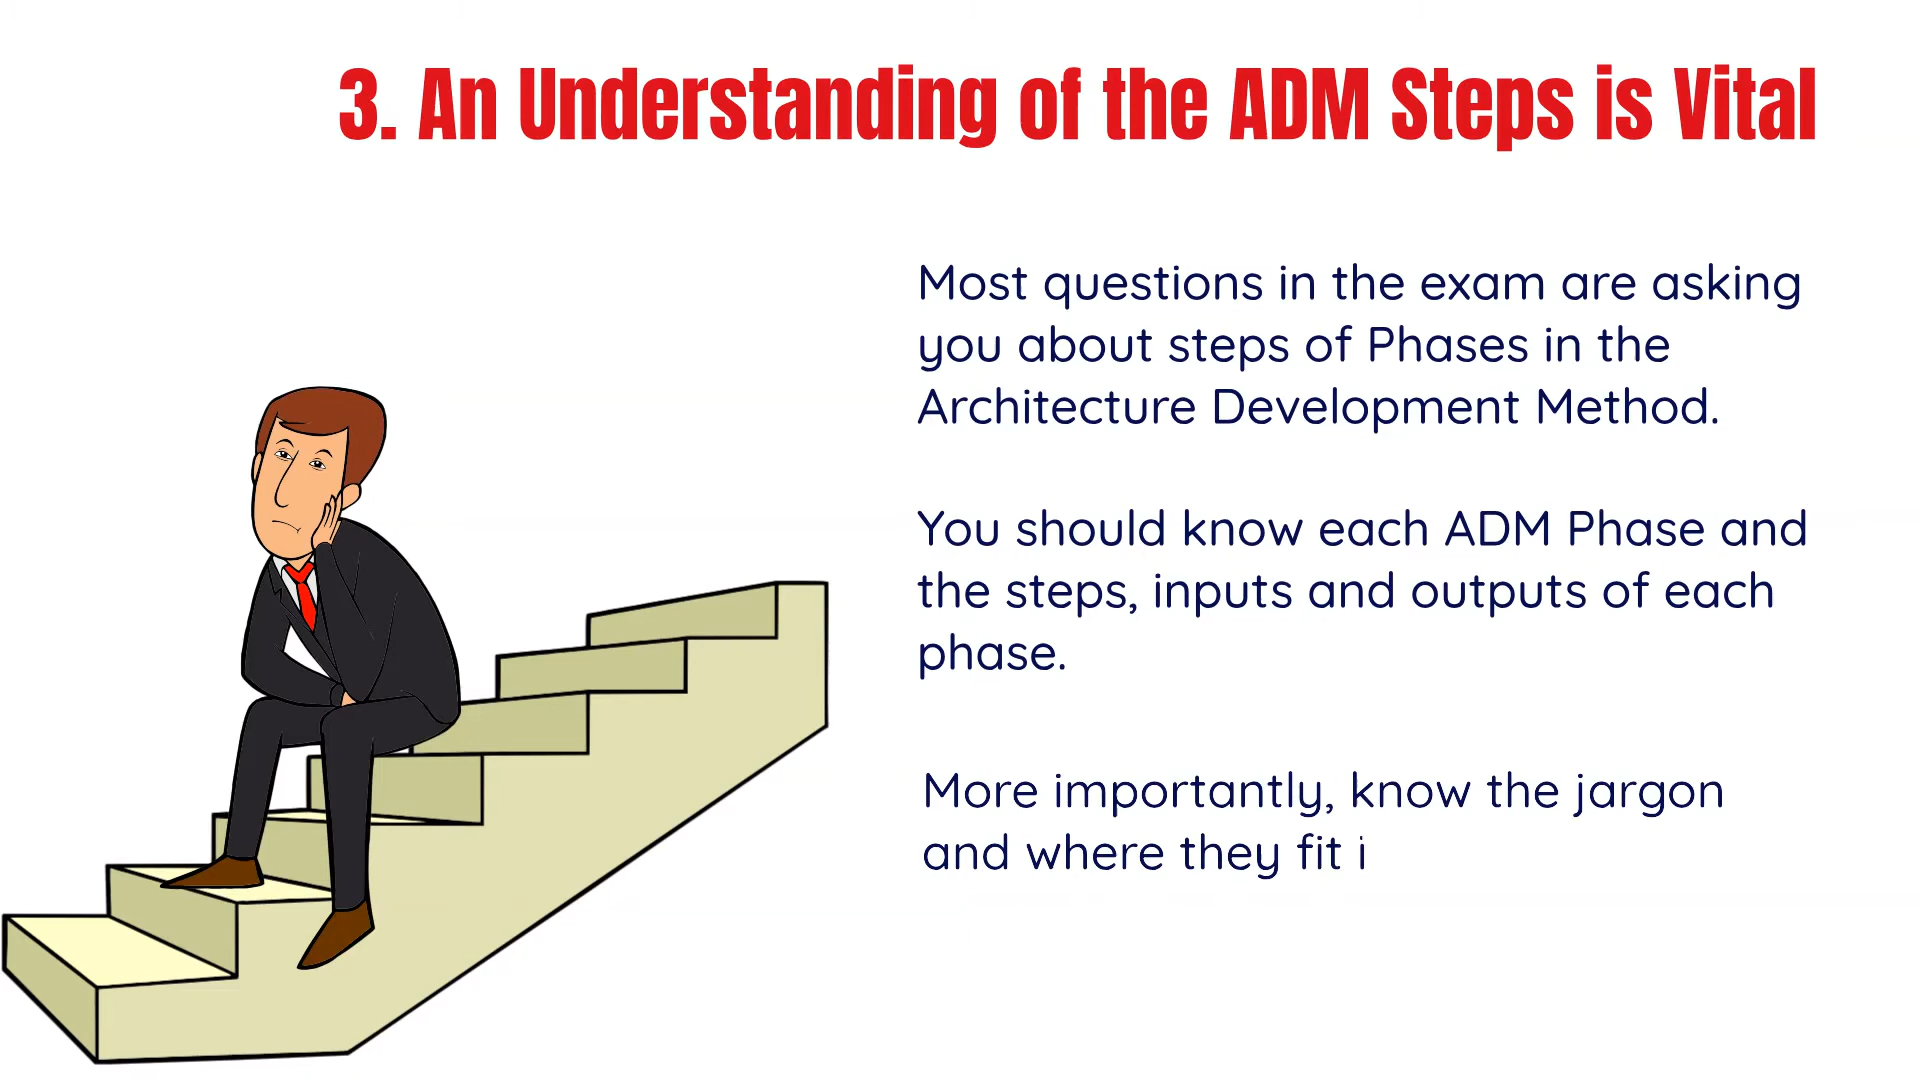 3. An Understanding of the ADM Steps is Vital
Most questions in the exam are asking
you about steps of Phases in the
Architecture Development Method.
You should know each ADM Phase and
the steps, inputs and outputs of each
phase.
More importantly, know the jargon
and where they fit i